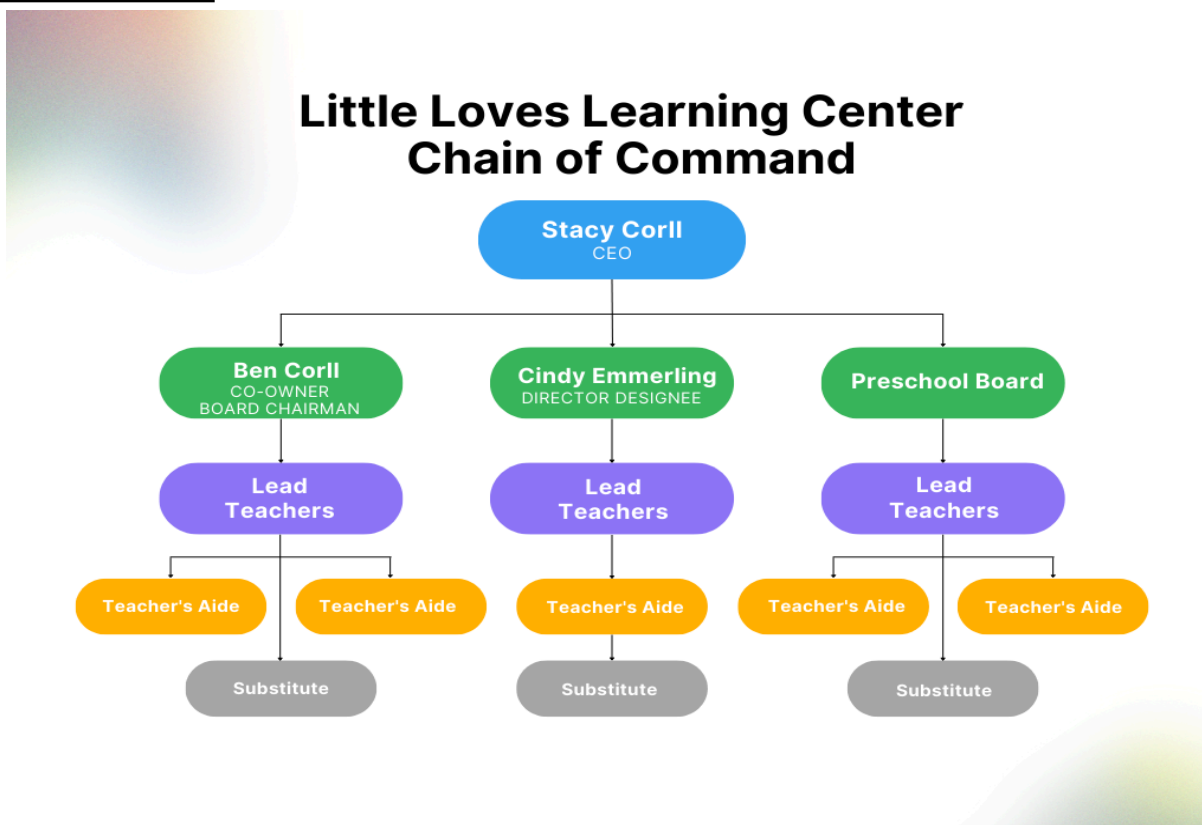 Little Loves Learning Center
Chain of Command
Stacy Corll
CEO
Ben Corll
CO-OWNER
BOARD CHAIRMAN
Cindy Emmerling
DIRECTOR DESIGNEE
Preschool Board
Lead
Teachers
Lead
Teachers
Lead
Teachers
Teacher's Aide
Teacher's Aide
Teacher's Aide
Teacher's Aide
Teacher's Aide
Substitute
Substitute
Substitute